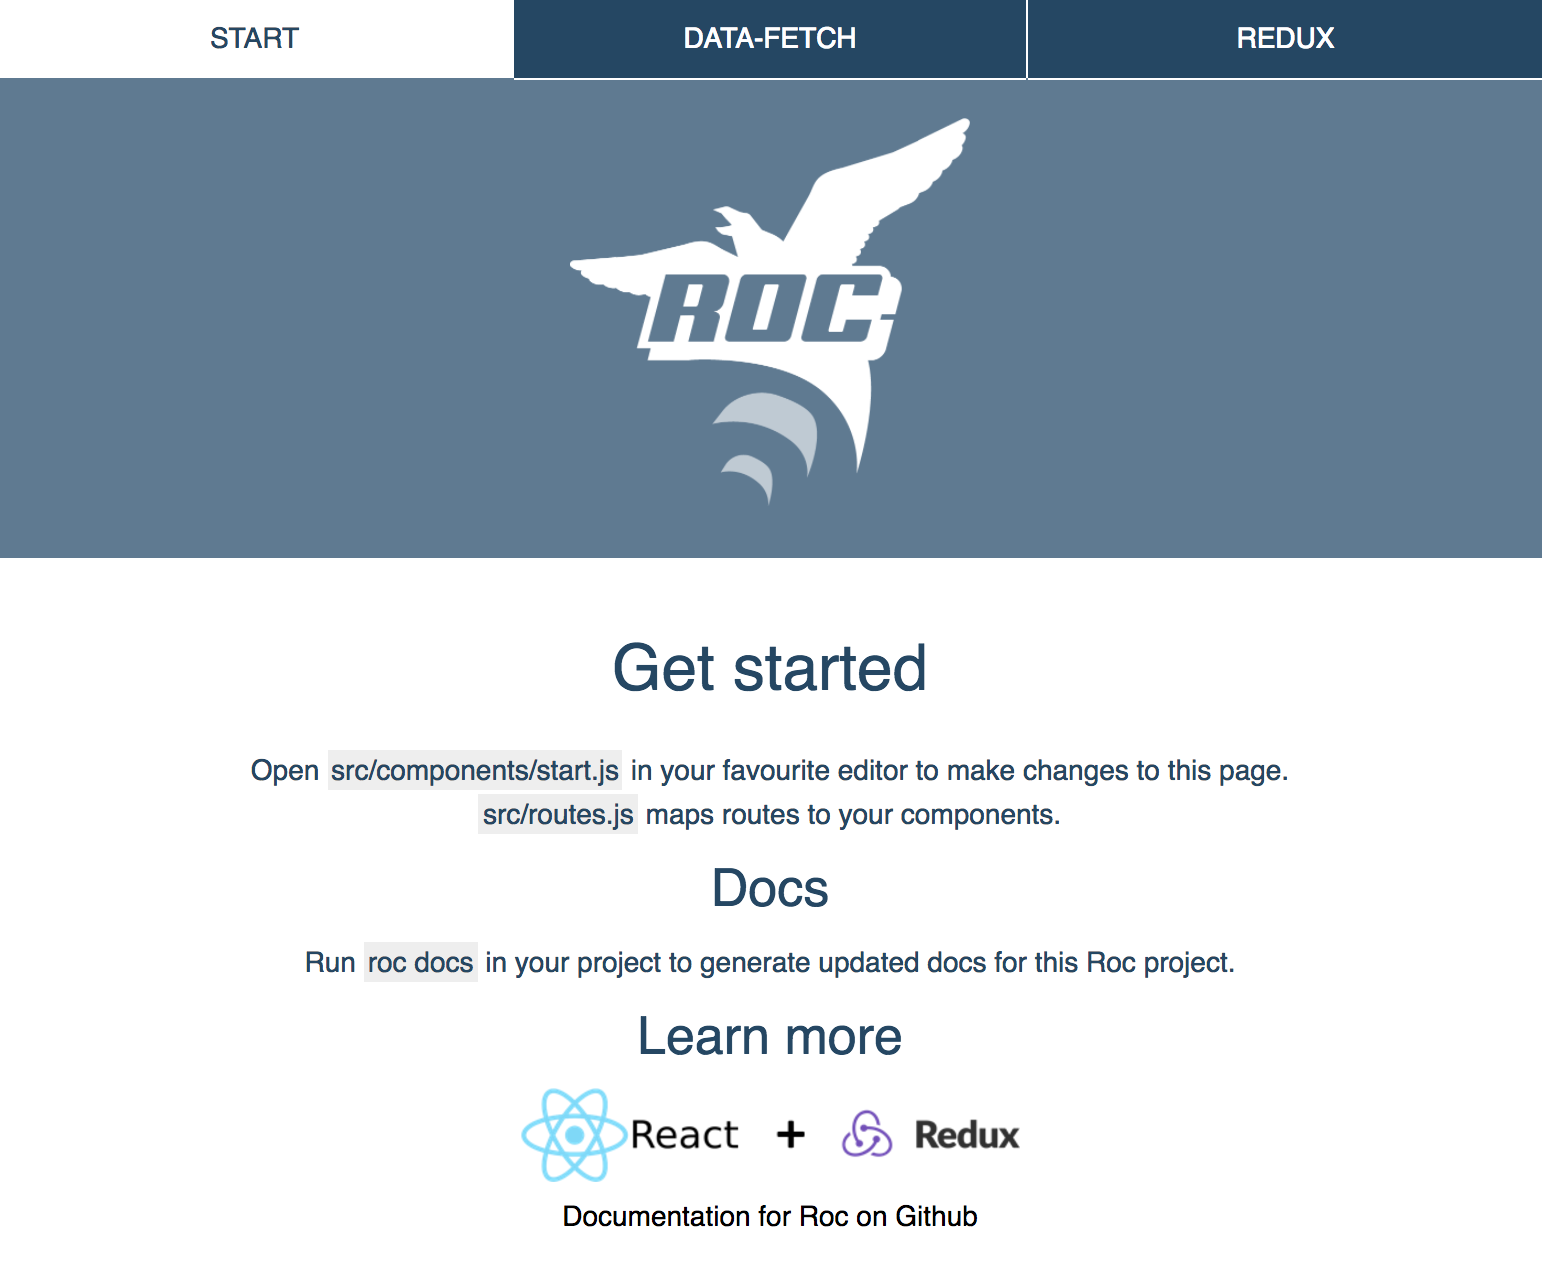 START
DATA-FETCH
REDUX
ROC
Get started
Open src/components/start.js in your favourite editor to make changes to this page.
src/routes.js maps routes to your components.
Docs
Run roc docs in your project to generate updated docs for this Roc project.
Learn more
React + Redux
Documentation for Roc on Github